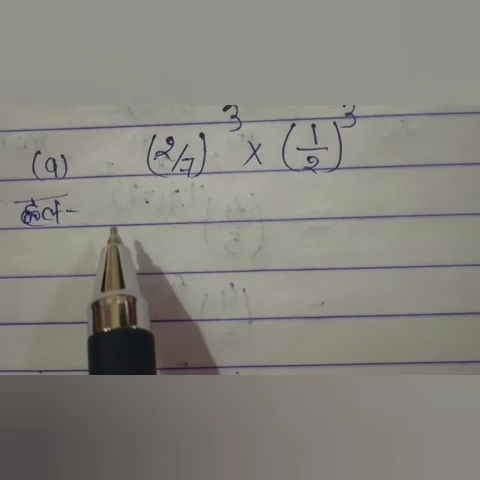 (a) (2/7)³ × (1/2)³
हल-